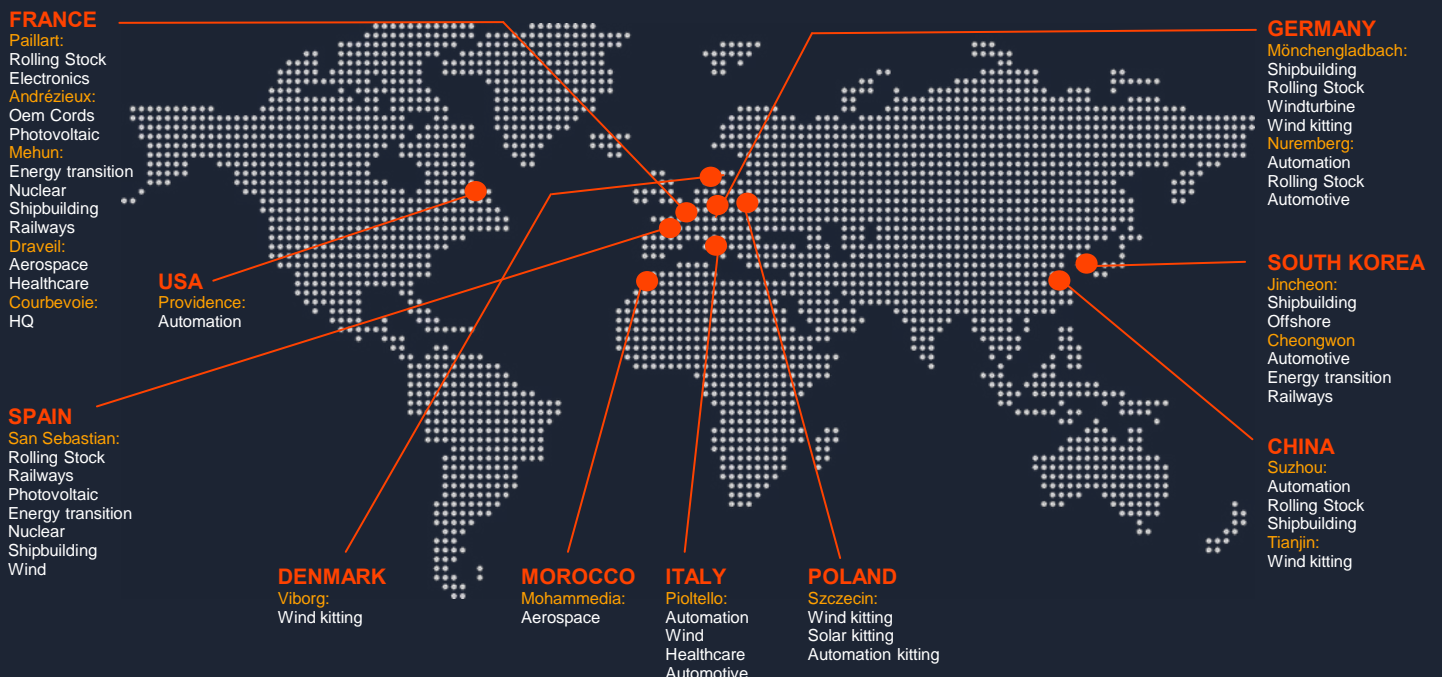 FRANCE
Paillart:
Rolling Stock
Electronics
Andrézieux:
Oem Cords
Photovoltaic
Mehun:
Energy transition
Nuclear
Shipbuilding
Railways
Draveil:
Aerospace
Healthcare
Courbevoie:
HQ
USA
Providence:
Automation
SPAIN
San Sebastian:
Rolling Stock
Railways
Photovoltaic
Energy transition
Nuclear
Shipbuilding
Wind
DENMARK
Viborg:
Wind kitting
MOROCCO
Mohammedia:
Aerospace
ITALY
Pioltello:
Automation
Wind
Healthcare
Automotive
POLAND
Szczecin:
Wind kitting
Solar kitting
Automation kitting
GERMANY
Mönchengladbach:
Shipbuilding
Rolling Stock
Windturbine
Wind kitting
Nuremberg:
Automation
Rolling Stock
Automotive
SOUTH KOREA
Jincheon:
Shipbuilding
Offshore
Cheongwon
Automotive
Energy transition
Railways
CHINA
Suzhou:
Automation
Rolling Stock
Shipbuilding
Tianjin:
Wind kitting